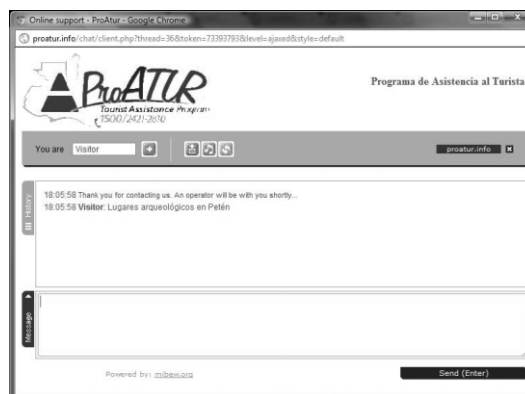 Online support - ProAtur - Google Chrome
proatur.info/chat/client.php?thread=36&token=73393793&level=ajaxed&style=default
ProATUR
Tourist Assistance Program
1500/2421-2810
Programa de Asistencia al Turista
You are Visitor
proatur.info
History
18:05:58 Thank you for contacting us. An operator will be with you shortly...
18:05:58 Visitor: Lugares arqueológicos en Petén
Message
Powered by: mibew.org
Send (Enter)